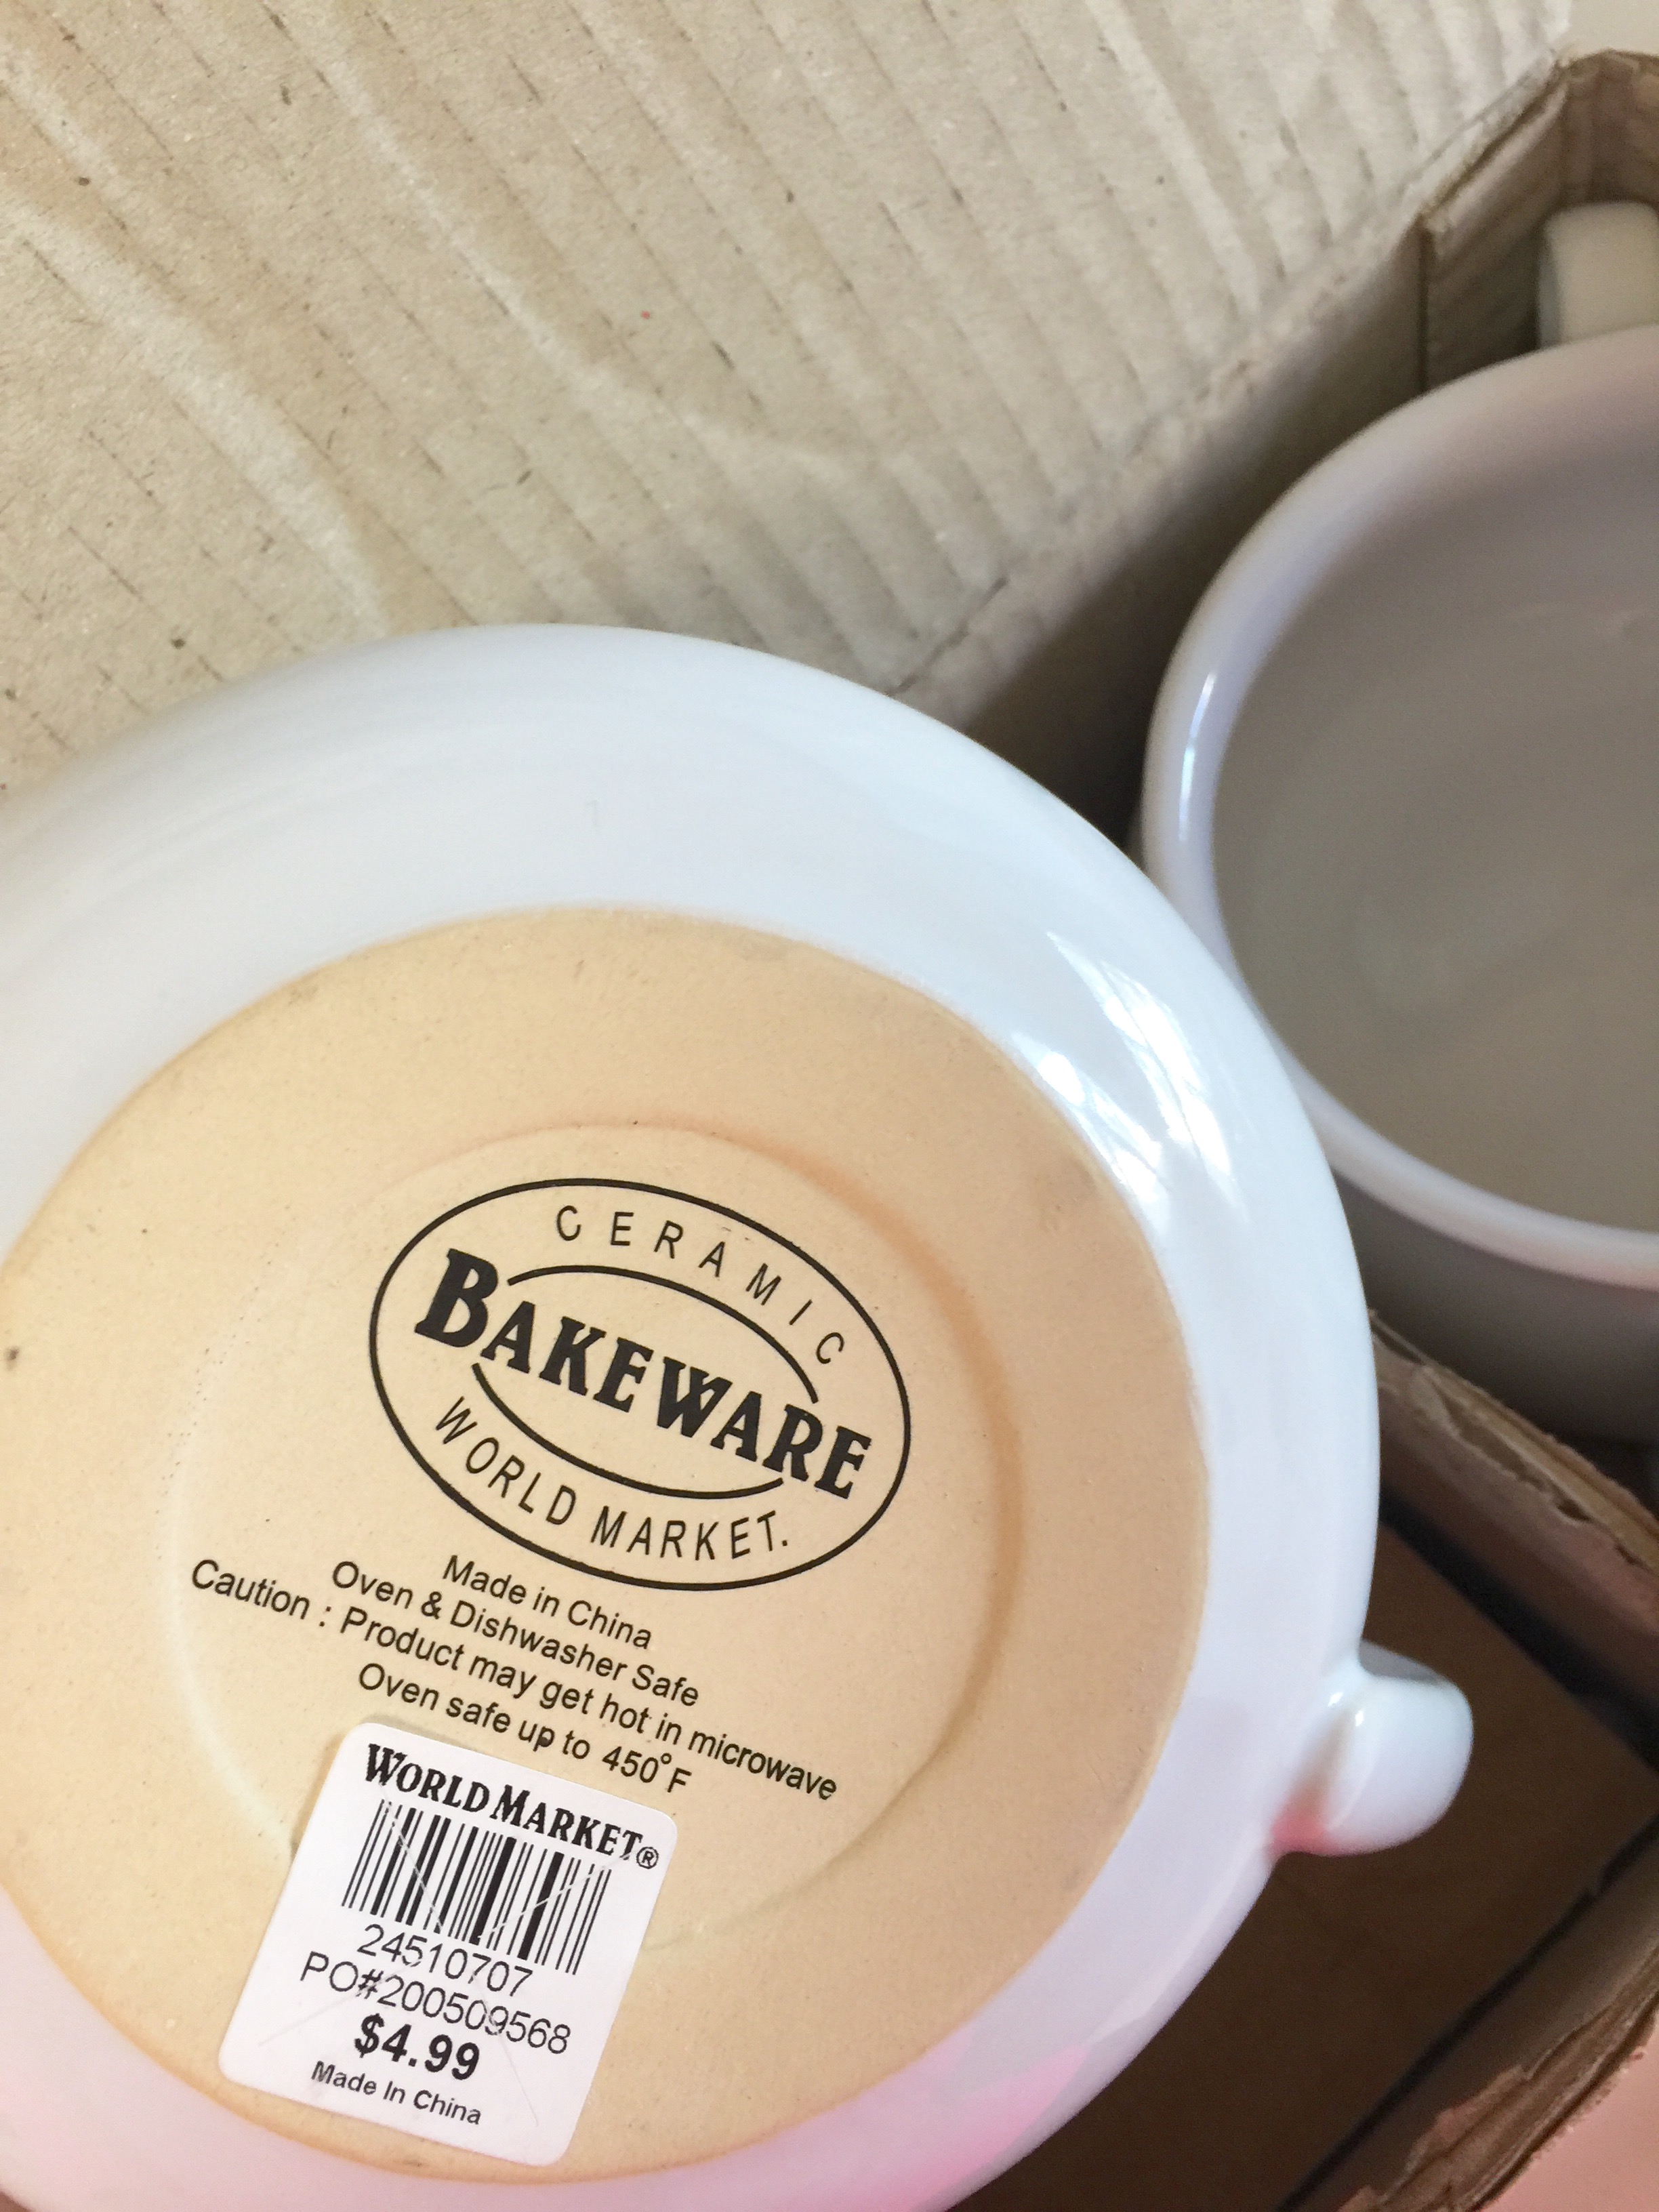 CERAMIC
BAKEWARE
WORLD MARKET.
Made in China
Oven & Dishwasher Safe
Caution : Product may get hot in microwave
Oven safe up to 450°F
WORLD MARKET®
24510707
PO#200509568
$4.99
Made In China